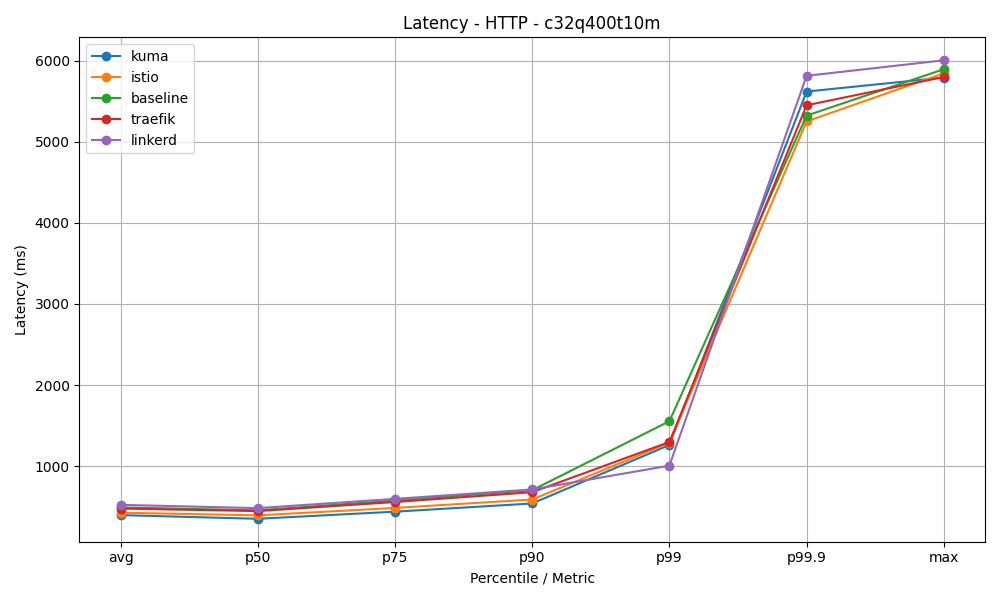 Latency - HTTP - c32q400t10m
kuma
istio
baseline
traefik
linkerd
6000
5000
4000
3000
2000
1000
Latency (ms)
avg p50 p75 p90 p99 p99.9 max
Percentile / Metric